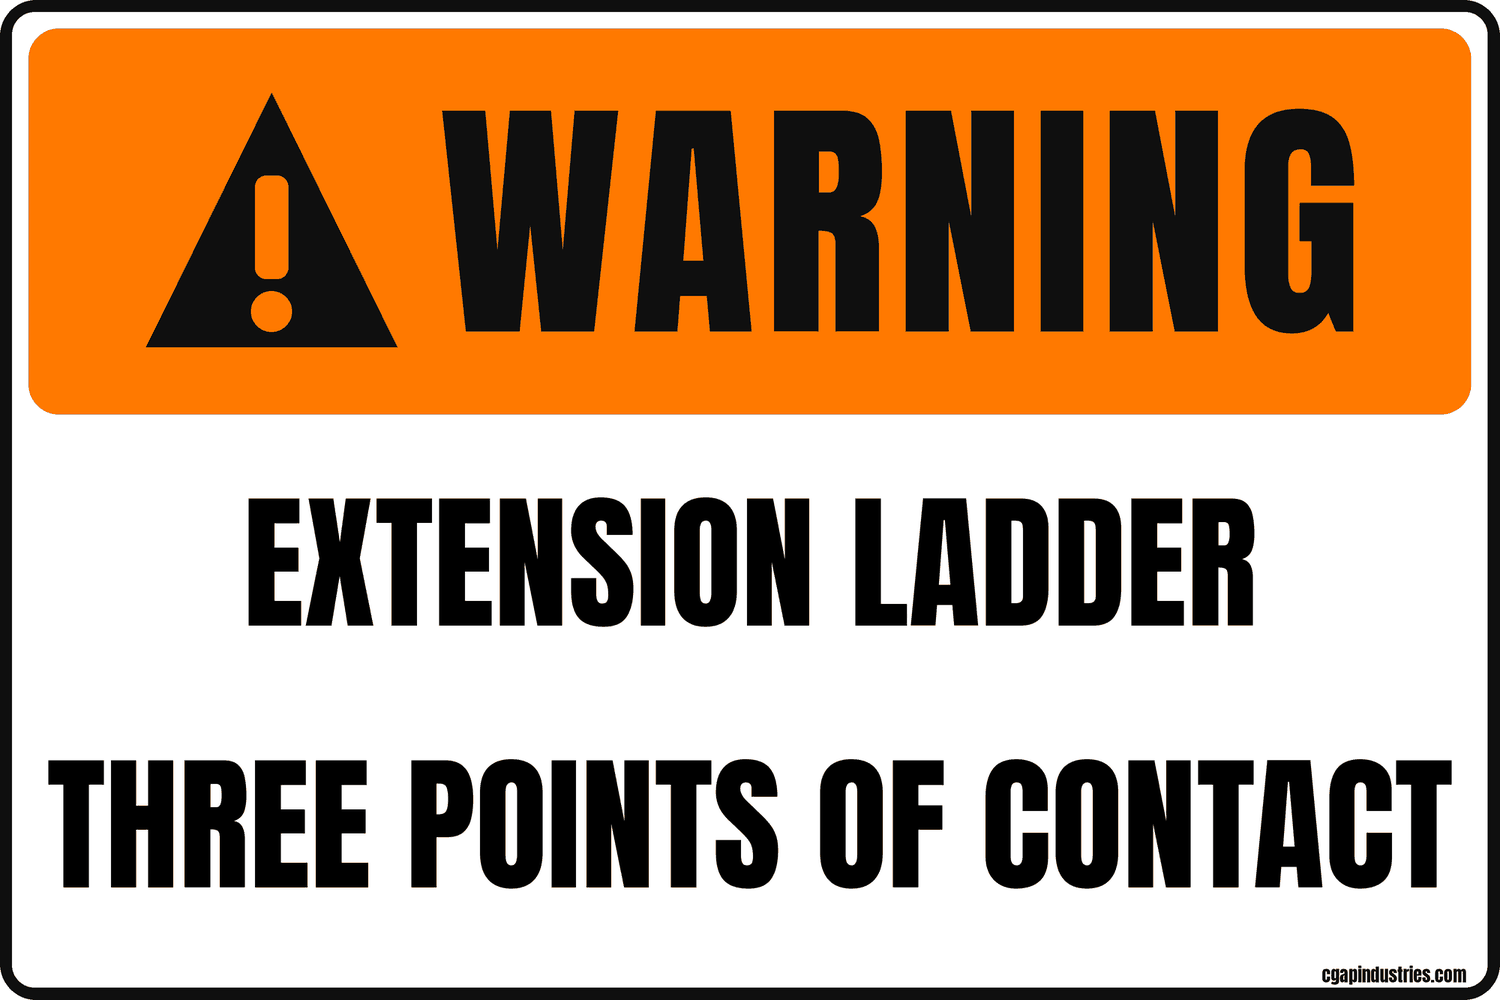 WARNING
EXTENSION LADDER
THREE POINTS OF CONTACT
cgapindustries.com